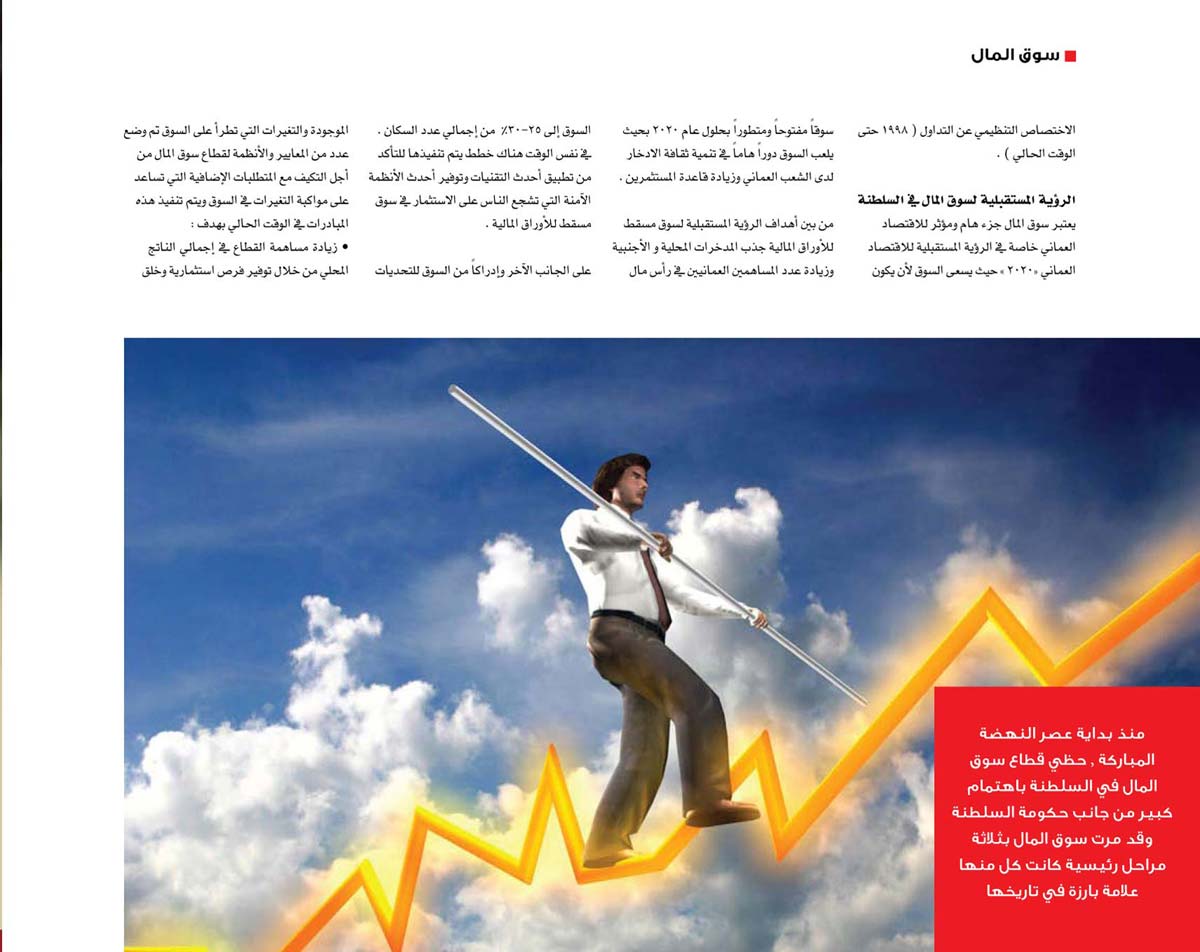 سوق المال
الاختصاص التنظيمي عن التداول ( ١٩٩٨ حتى
الوقت الحالي ) .
الرؤية المستقبلية لسوق المال في السلطنة
يعتبر سوق المال جزء هام ومؤثر للاقتصاد
العماني خاصة في الرؤية المستقبلية للاقتصاد
العماني «٢٠٢٠» حيث يسعى السوق لأن يكون
سوقاً مفتوحاً ومتطوراً بحلول عام ٢٠٢٠ بحيث
يلعب السوق دوراً هاماً في تنمية ثقافة الادخار
لدى الشعب العماني وزيادة قاعدة المستثمرين .
من بين أهداف الرؤية المستقبلية لسوق مسقط
للأوراق المالية جذب المدخرات المحلية و الأجنبية
وزيادة عدد المساهمين العمانيين في رأس مال
السوق إلى ٢٥-٣٠٪ من إجمالي عدد السكان .
في نفس الوقت هناك خطط يتم تنفيذها للتأكد
من تطبيق أحدث التقنيات وتوفير أحدث الأنظمة
الآمنة التي تشجع الناس على الاستثمار في سوق
مسقط للأوراق المالية .
على الجانب الآخر وإدراكاً من السوق للتحديات
الموجودة والتغيرات التي تطرأ على السوق تم وضع
عدد من المعايير والأنظمة لقطاع سوق المال من
أجل التكيف مع المتطلبات الإضافية التي تساعد
على مواكبة التغيرات في السوق ويتم تنفيذ هذه
المبادرات في الوقت الحالي بهدف :
• زيادة مساهمة القطاع في إجمالي الناتج
المحلي من خلال توفير فرص استثمارية وخلق
منذ بداية عصر النهضة
المباركة , حظي قطاع سوق
المال في السلطنة باهتمام
كبير من جانب حكومة السلطنة
وقد مرت سوق المال بثلاثة
مراحل رئيسية كانت كل منها
علامة بارزة في تاريخها